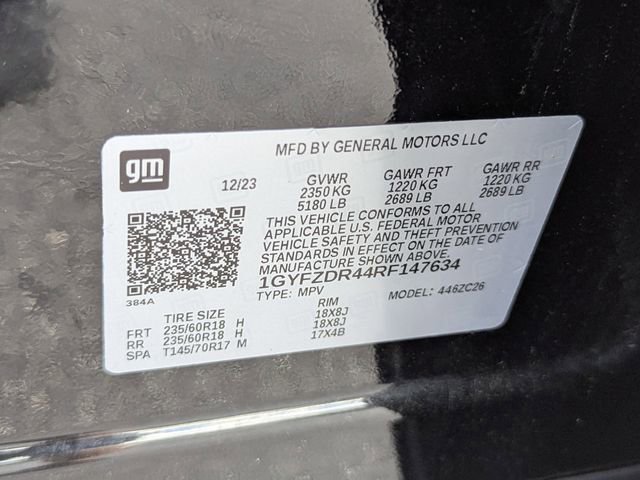 gm
MFD BY GENERAL MOTORS LLC
12/23 GVWR GAWR FRT GAWR RR
2350 KG 1220 KG 1220 KG
5180 LB 2689 LB 2689 LB
THIS VEHICLE CONFORMS TO ALL
APPLICABLE U.S. FEDERAL MOTOR
VEHICLE SAFETY AND THEFT PREVENTION
STANDARDS IN EFFECT ON THE DATE OF
MANUFACTURE SHOWN ABOVE.
1GYFZDR44RF147634
TYPE: MPV MODEL: 446ZC26
384A
TIRE SIZE RIM
FRT 235/60R18 H 18X8J
RR 235/60R18 H 18X8J
SPA T145/70R17 M 17X4B